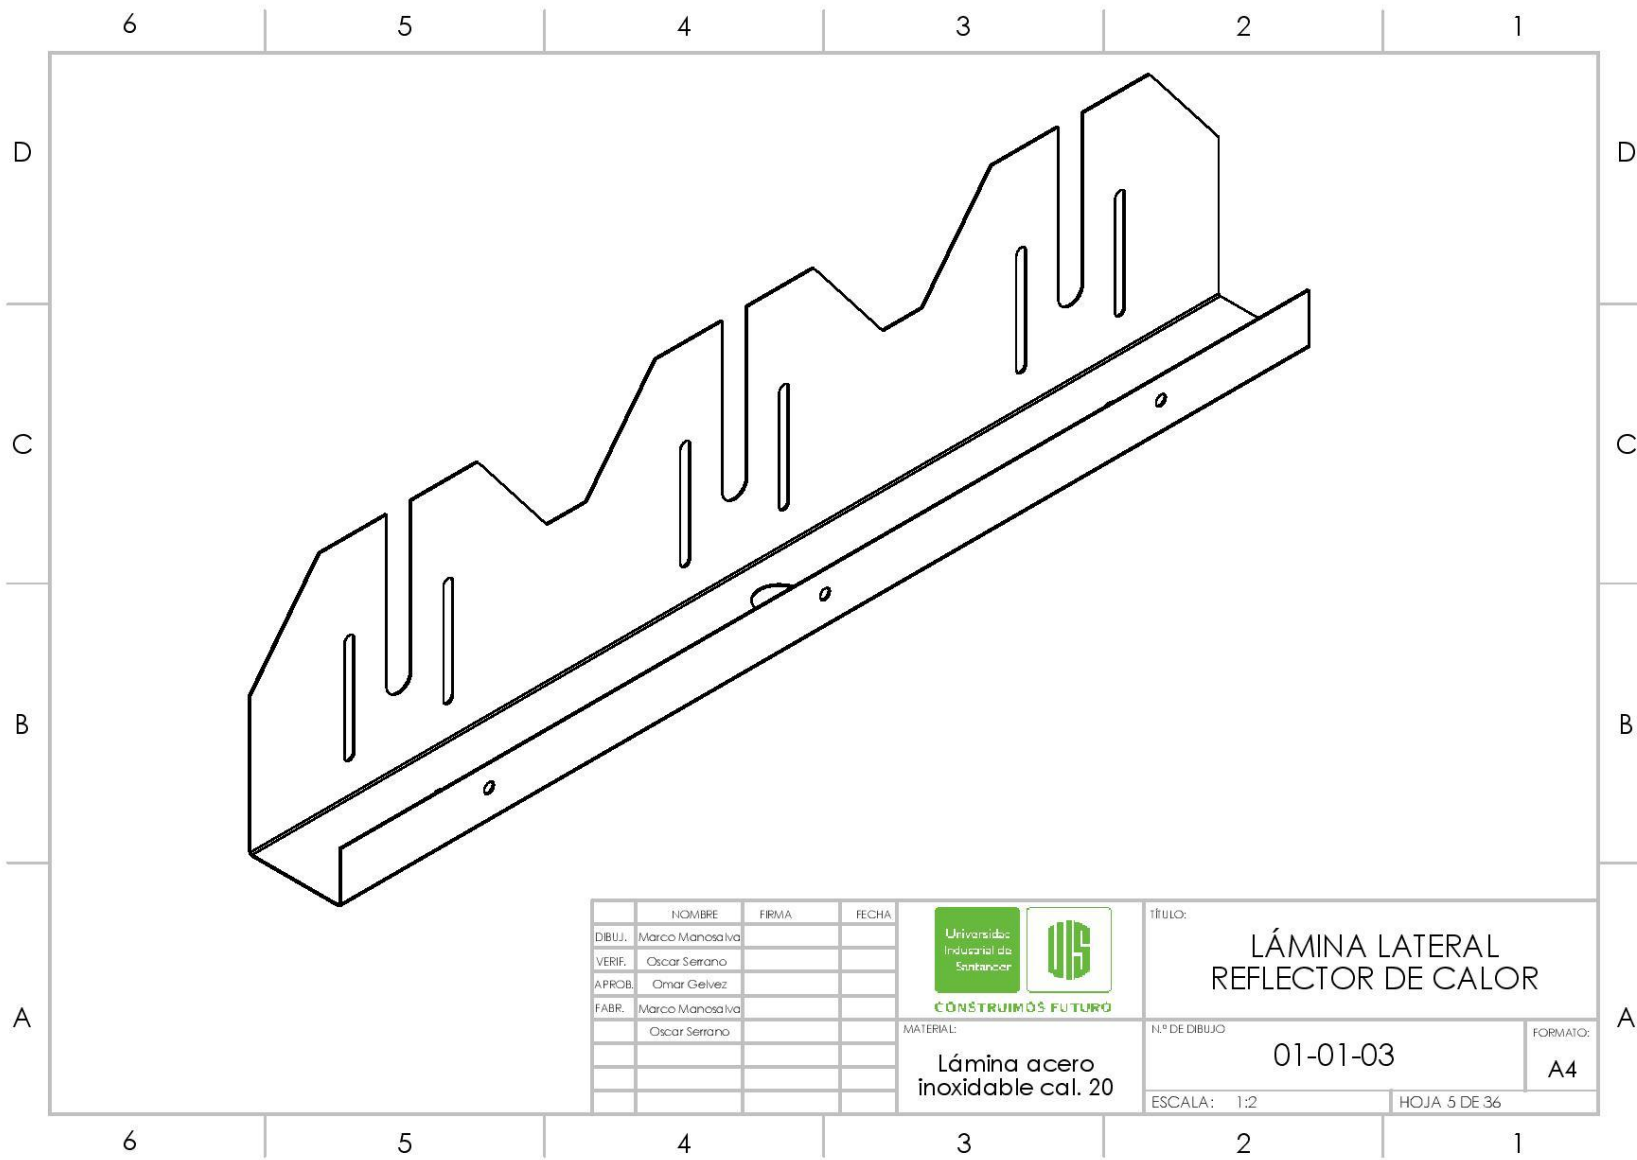 6 5 4 3 2 1
D D
C C
B B
A A
NOMBRE FIRMA FECHA
DIBUJ. Marco Manosalva
VERIF. Oscar Serrano
APROB. Omar Gelvez
FABR. Marco Manosalva
Oscar Serrano
Universidad
Industrial de
Santander
UIS
CONSTRUIMOS FUTURO
MATERIAL:
Lámina acero
inoxidable cal. 20
TÍTULO:
LÁMINA LATERAL
REFLECTOR DE CALOR
N.º DE DIBUJO
01-01-03
FORMATO:
A4
ESCALA: 1:2
HOJA 5 DE 36
6 5 4 3 2 1